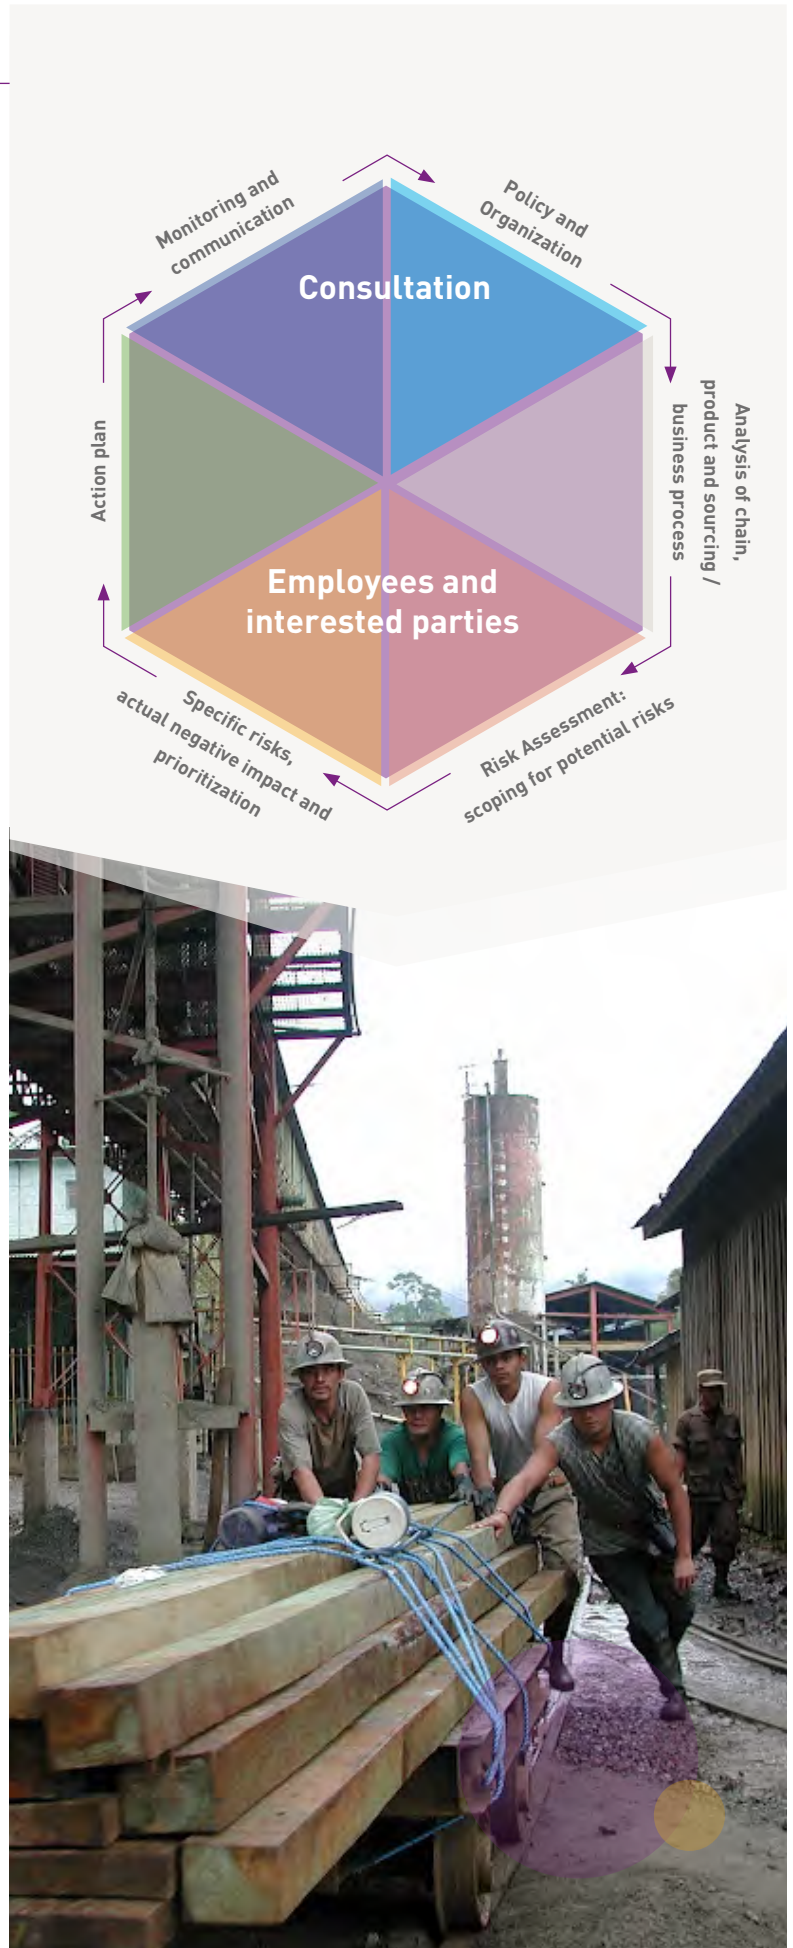 Monitoring and
communication
Policy and
Organization
Consultation
Action plan
Analysis of chain,
product and sourcing /
business process
Employees and
interested parties
Specific risks,
actual negative impact and
prioritization
Risk Assessment:
scoping for potential risks